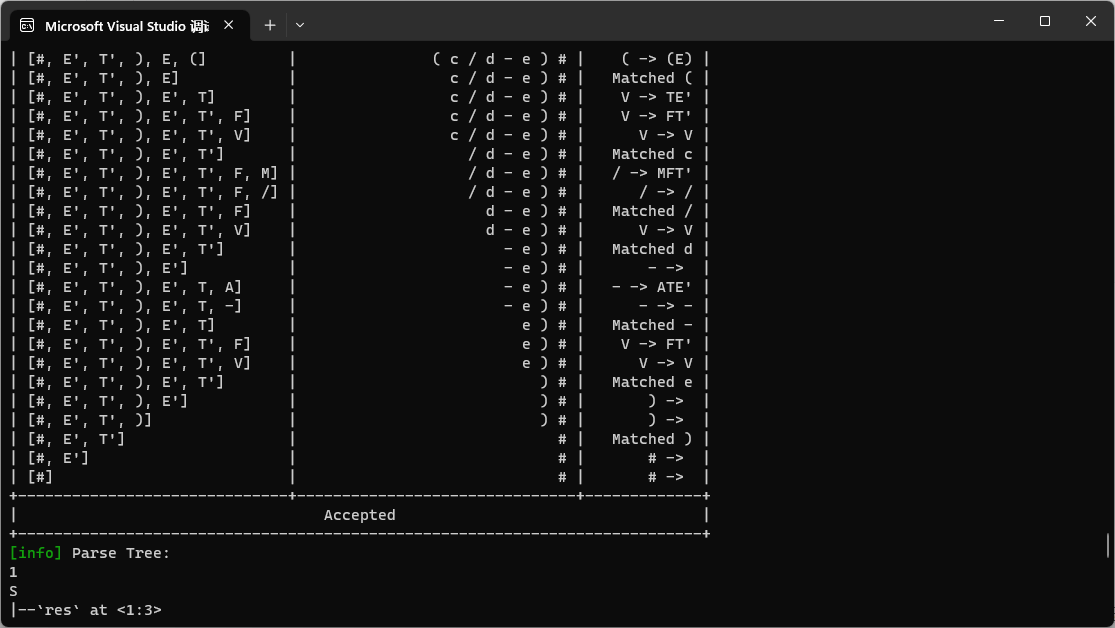 Microsoft Visual Studio 调试
| [#, E', T', ), E, (] | ( c / d - e ) # | ( -> (E) |
| [#, E', T', ), E] | c / d - e ) # | Matched ( |
| [#, E', T', ), E', T] | c / d - e ) # | V -> TE' |
| [#, E', T', ), E', T', F] | c / d - e ) # | V -> FT' |
| [#, E', T', ), E', T', V] | c / d - e ) # | V -> V |
| [#, E', T', ), E', T'] | / d - e ) # | Matched c |
| [#, E', T', ), E', T', F, M] | / d - e ) # | / -> MFT' |
| [#, E', T', ), E', T', F, /] | / d - e ) # | / -> / |
| [#, E', T', ), E', T', F] | d - e ) # | Matched / |
| [#, E', T', ), E', T', V] | d - e ) # | V -> V |
| [#, E', T', ), E', T'] | - e ) # | Matched d |
| [#, E', T', ), E'] | - e ) # | - -> |
| [#, E', T', ), E', T, A] | - e ) # | - -> ATE' |
| [#, E', T', ), E', T, -] | - e ) # | - -> - |
| [#, E', T', ), E', T] | e ) # | Matched - |
| [#, E', T', ), E', T', F] | e ) # | V -> FT' |
| [#, E', T', ), E', T', V] | e ) # | V -> V |
| [#, E', T', ), E', T'] | ) # | Matched e |
| [#, E', T', ), E'] | ) # | ) -> |
| [#, E', T', )] | ) # | ) -> |
| [#, E', T'] | # | Matched ) |
| [#, E'] | # | # -> |
| [#] | # | # -> |
+------------------------------+-------------------------------+-------------+
| Accepted |
+----------------------------------------------------------------------------+
[info] Parse Tree:
1
S
|--`res` at <1:3>